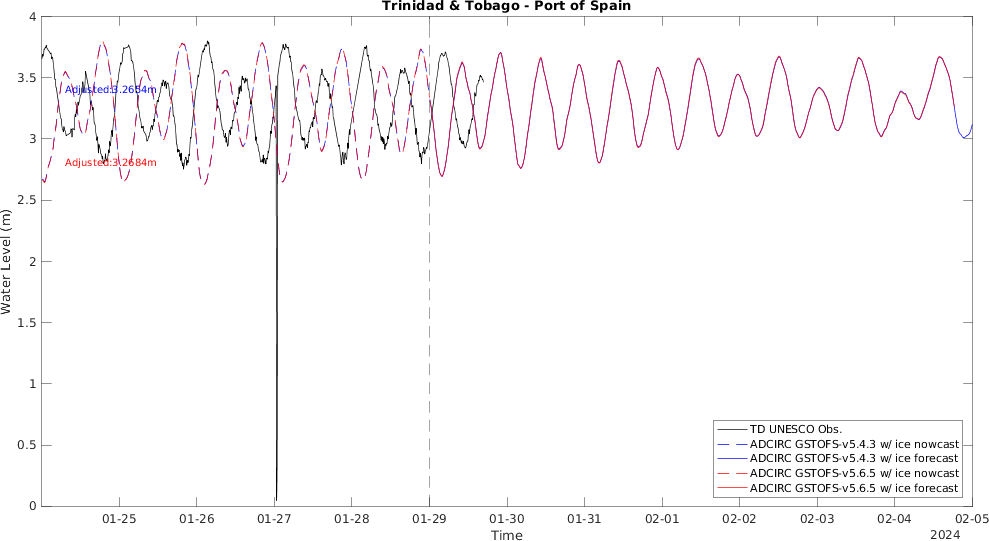 Trinidad & Tobago - Port of Spain
4
3.5
3
2.5
2
1.5
1
0.5
0
Water Level (m)
Adjusted:3.2684m
Adjusted:3.2684m
TD UNESCO Obs.
ADCIRC GSTOFS-v5.4.3 w/ ice nowcast
ADCIRC GSTOFS-v5.4.3 w/ ice forecast
ADCIRC GSTOFS-v5.6.5 w/ ice nowcast
ADCIRC GSTOFS-v5.6.5 w/ ice forecast
01-25 01-26 01-27 01-28 01-29 01-30 01-31 02-01 02-02 02-03 02-04 02-05
Time
2024